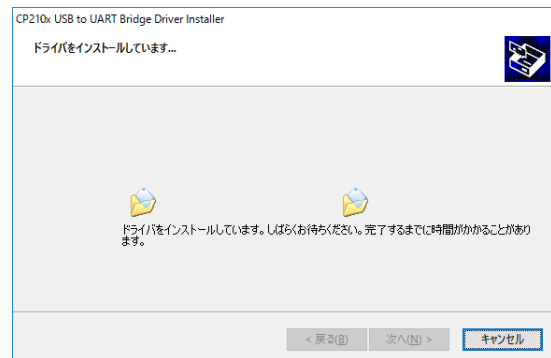 CP210x USB to UART Bridge Driver Installer
ドライバをインストールしています...
ドライバをインストールしています。しばらくお待ちください。完了するまでに時間がかかることがあり
ます。
< 戻る(B)
次へ(N) >
キャンセル